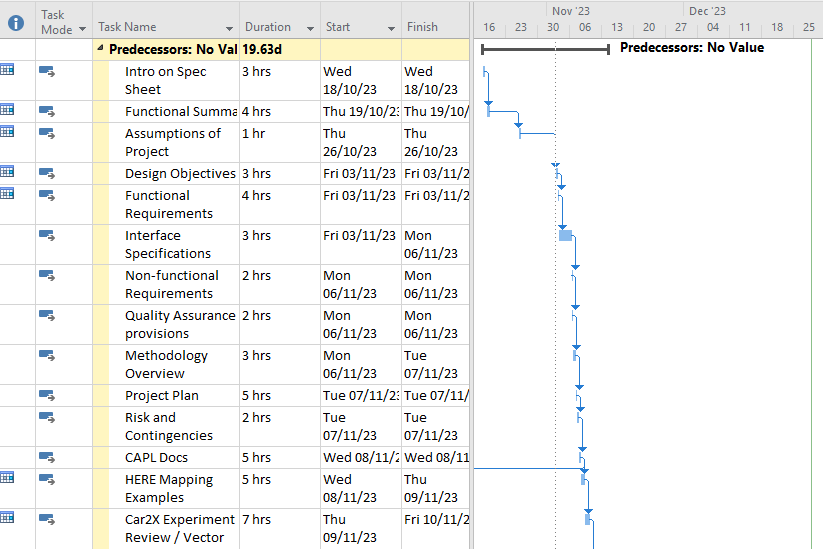 Nov '23 Dec '23
Task Mode Task Name Duration Start Finish 16 23 30 06 13 20 27 04 11 18 25
Predecessors: No Val 19.63d Predecessors: No Value
Intro on Spec Sheet 3 hrs Wed 18/10/23 Wed 18/10/23
Functional Summa 4 hrs Thu 19/10/23 Thu 19/10/
Assumptions of Project 1 hr Thu 26/10/23 Thu 26/10/23
Design Objectives 3 hrs Fri 03/11/23 Fri 03/11/2
Functional Requirements 4 hrs Fri 03/11/23 Fri 03/11/2
Interface Specifications 3 hrs Fri 03/11/23 Mon 06/11/23
Non-functional Requirements 2 hrs Mon 06/11/23 Mon 06/11/23
Quality Assurance provisions 2 hrs Mon 06/11/23 Mon 06/11/23
Methodology Overview 3 hrs Mon 06/11/23 Tue 07/11/23
Project Plan 5 hrs Tue 07/11/23 Tue 07/11/
Risk and Contingencies 2 hrs Tue 07/11/23 Tue 07/11/23
CAPL Docs 5 hrs Wed 08/11/2 Wed 08/11
HERE Mapping Examples 5 hrs Wed 08/11/23 Thu 09/11/23
Car2X Experiment Review / Vector 7 hrs Thu 09/11/23 Fri 10/11/2